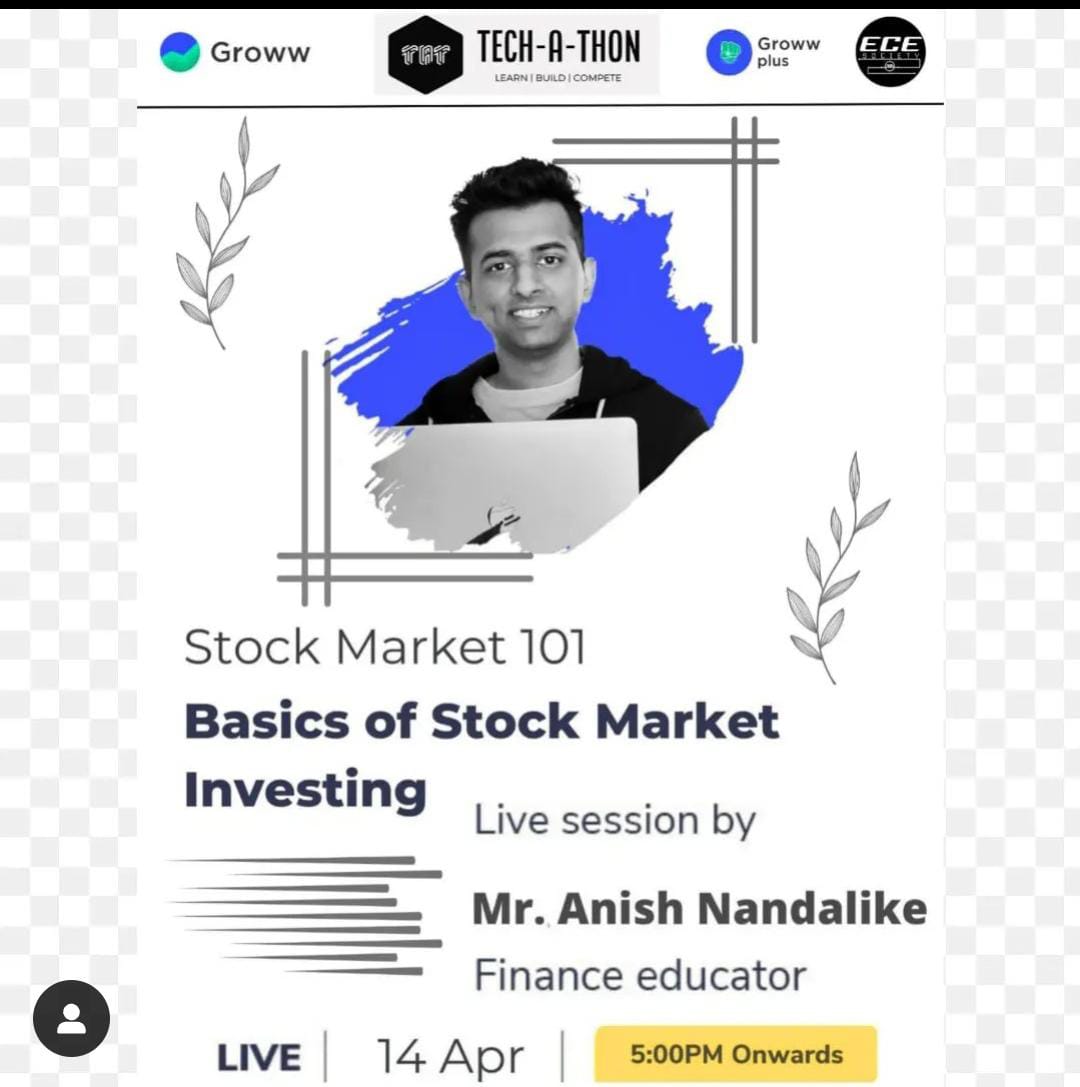 Groww
TAT
TECH-A-THON
LEARN | BUILD | COMPETE
Groww
plus
ECE
SOCIETY
Stock Market 101
Basics of Stock Market
Investing
Live session by
Mr. Anish Nandalike
Finance educator
LIVE | 14 Apr | 5:00PM Onwards